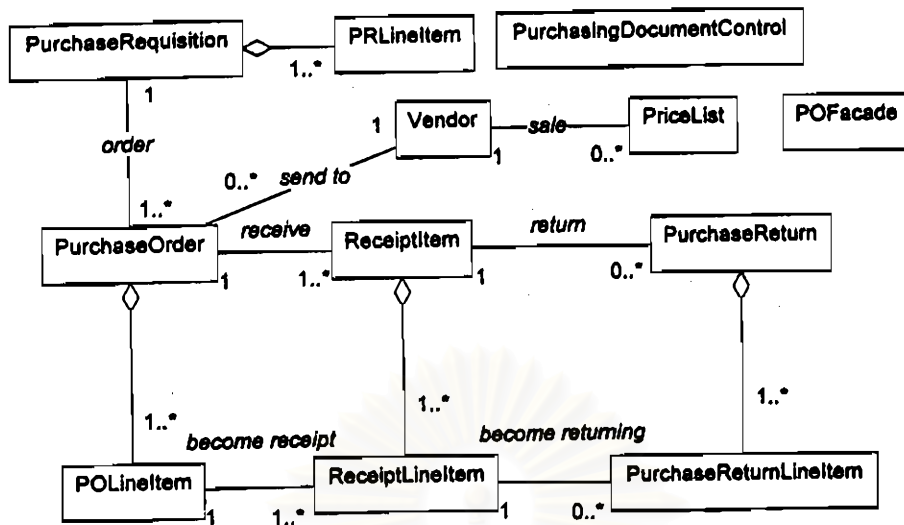 PurchaseRequisition
PRLineItem
PurchasingDocumentControl
1
1..*
order
1
Vendor
sale
PriceList
POFacade
1
0..*
0..*
send to
1..*
PurchaseOrder
receive
ReceiptItem
return
PurchaseReturn
1
1..*
1
0..*
1..*
1..*
1..*
become receipt
become returning
POLineItem
ReceiptLineItem
PurchaseReturnLineItem
1
1..*
1
0..*